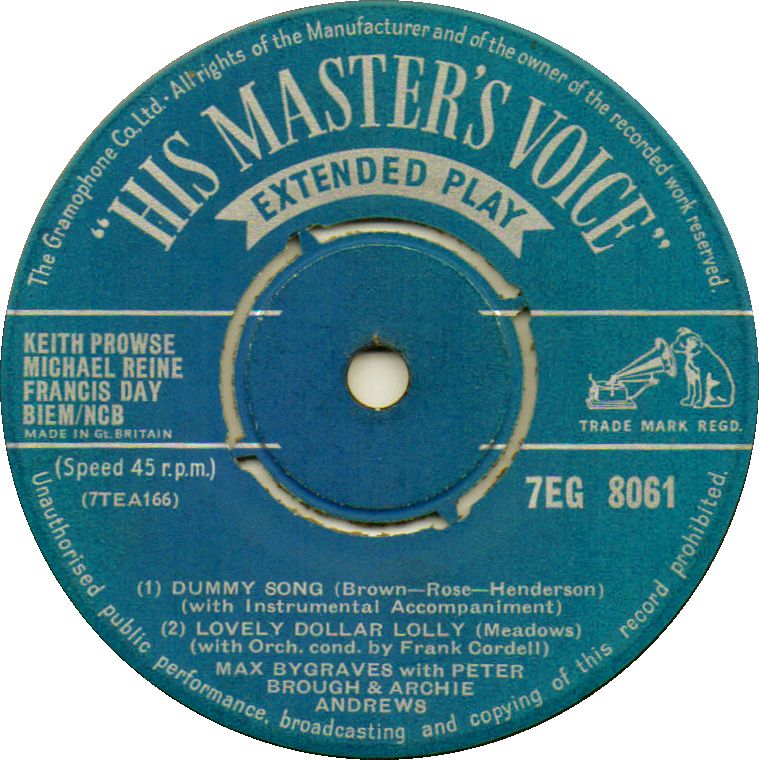 The Gramophone Co. Ltd. · All rights of the Manufacturer and of the owner of the recorded work reserved.
"HIS MASTER'S VOICE"
EXTENDED PLAY
KEITH PROWSE
MICHAEL REINE
FRANCIS DAY
BIEM/NCB
MADE IN Gt. BRITAIN
TRADE MARK REGD.
(Speed 45 r.p.m.)
(7TEA166)
7EG 8061
(1) DUMMY SONG (Brown—Rose—Henderson)
(with Instrumental Accompaniment)
(2) LOVELY DOLLAR LOLLY (Meadows)
(with Orch. cond. by Frank Cordell)
MAX BYGRAVES with PETER
BROUGH & ARCHIE
ANDREWS
Unauthorised public performance, broadcasting and copying of this record prohibited.